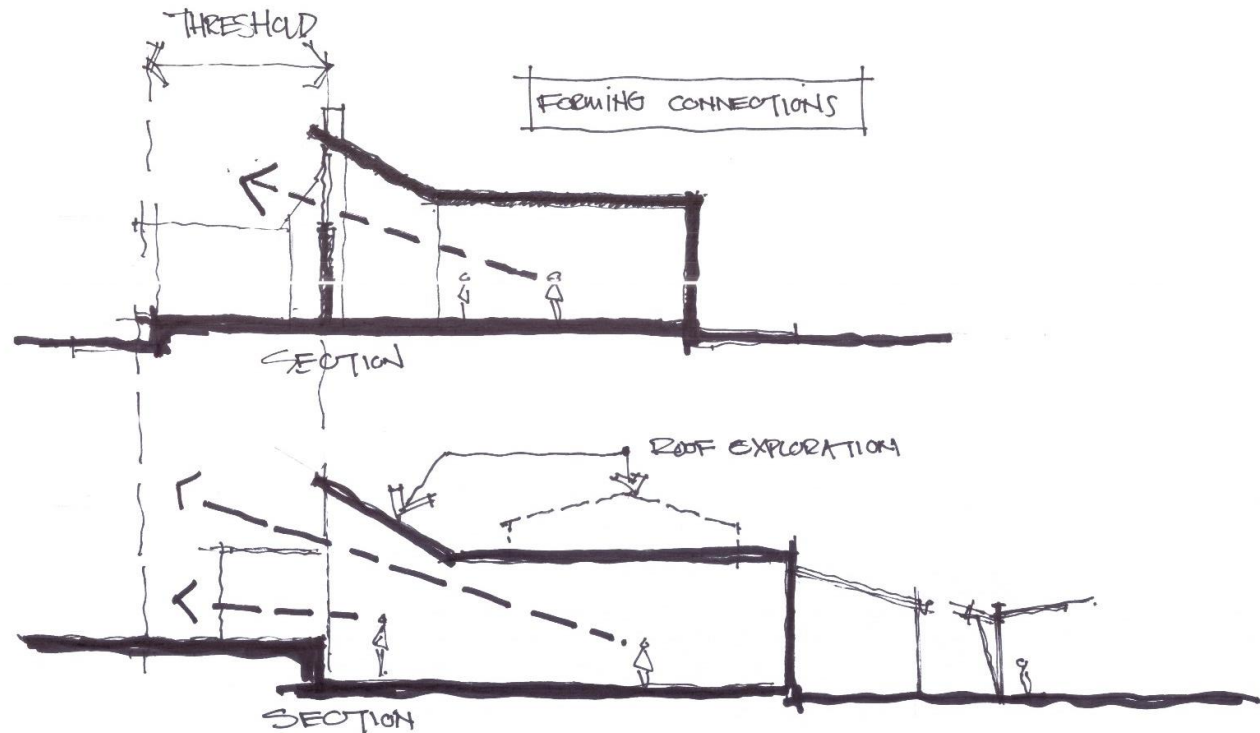 THRESHOLD
FORMING CONNECTIONS
SECTION
ROOF EXPLORATION
SECTION